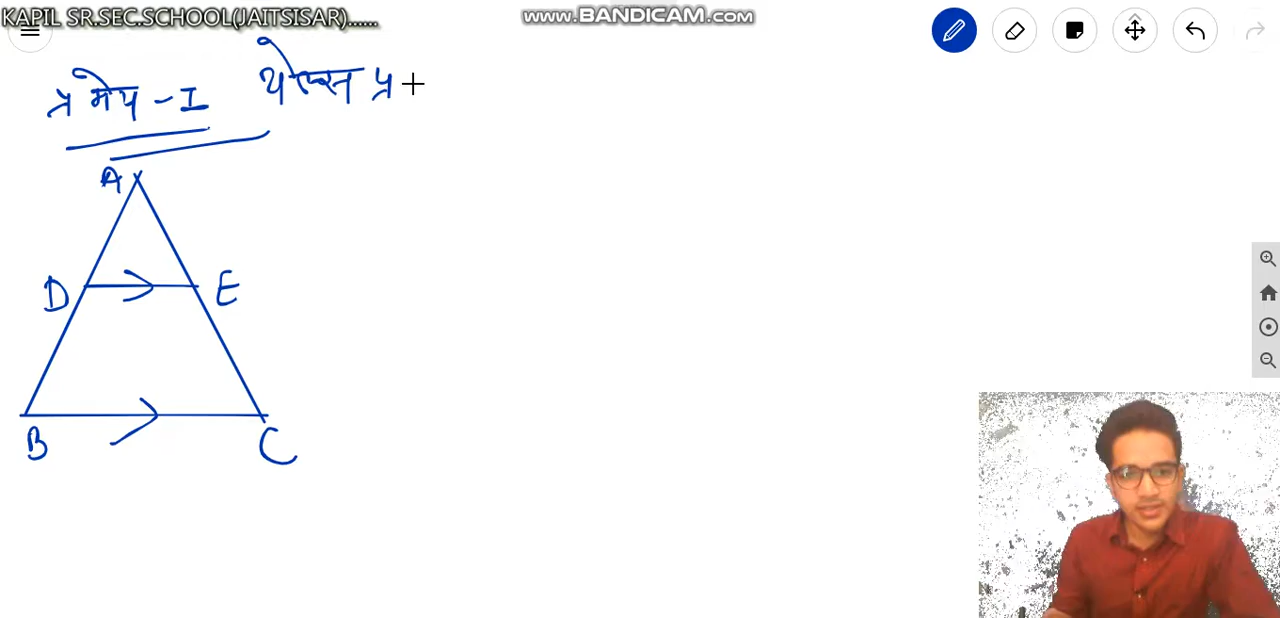 KAPIL SR.SEC.SCHOOL(JAITSISAR)......
www.BANDICAM.com
प्रमेय - I थेल्स प्र
A
D E
B C